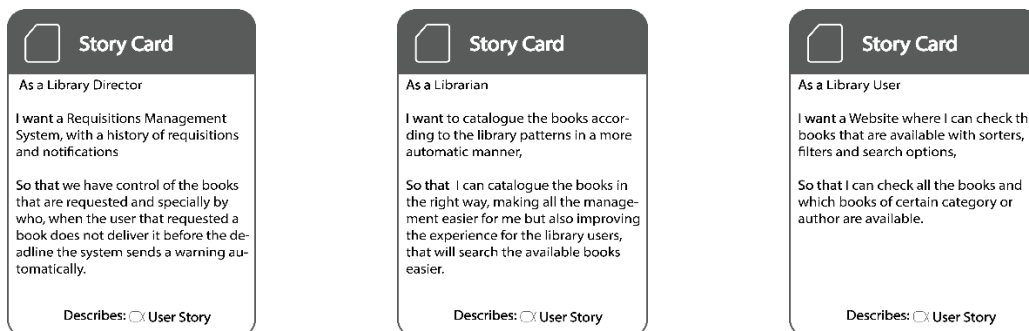 Story Card
As a Library Director
I want a Requisitions Management
System, with a history of requisitions
and notifications
So that we have control of the books
that are requested and specially by
who, when the user that requested a
book does not deliver it before the de-
adline the system sends a warning au-
tomatically.
Describes: User Story
Story Card
As a Librarian
I want to catalogue the books accor-
ding to the library patterns in a more
automatic manner,
So that I can catalogue the books in
the right way, making all the manage-
ment easier for me but also improving
the experience for the library users,
that will search the available books
easier.
Describes: User Story
Story Card
As a Library User
I want a Website where I can check th
books that are available with sorters,
filters and search options,
So that I can check all the books and
which books of certain category or
author are available.
Describes: User Story